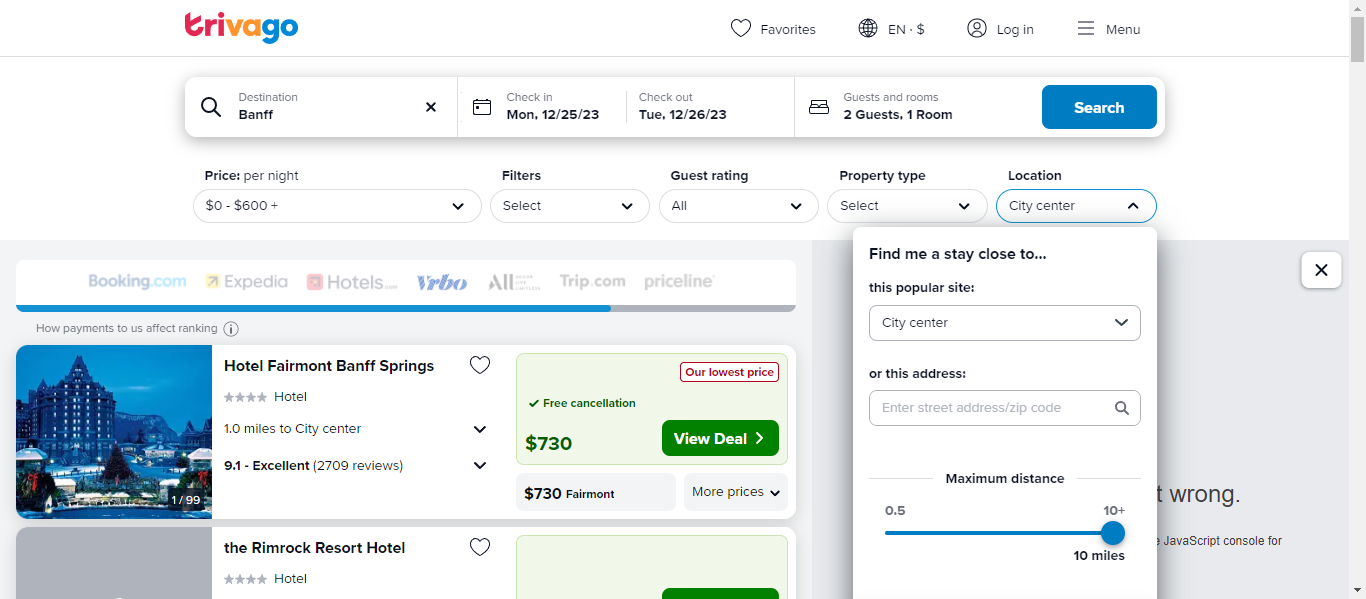 trivago
Favorites
EN · $
Log in
Menu
Destination
Banff
Check in
Mon, 12/25/23
Check out
Tue, 12/26/23
Guests and rooms
2 Guests, 1 Room
Search
Price: per night
$0 - $600 +
Filters
Select
Guest rating
All
Property type
Select
Location
City center
Find me a stay close to...
this popular site:
City center
or this address:
Enter street address/zip code
Maximum distance
0.5
10+
10 miles
Booking.com
Expedia
Hotels.com
Vrbo
All
Trip.com
priceline
How payments to us affect ranking
Hotel Fairmont Banff Springs
Hotel
1.0 miles to City center
9.1 - Excellent (2709 reviews)
1 / 99
Our lowest price
Free cancellation
$730
View Deal
$730 Fairmont
More prices
the Rimrock Resort Hotel
Hotel
wrong.
JavaScript console for